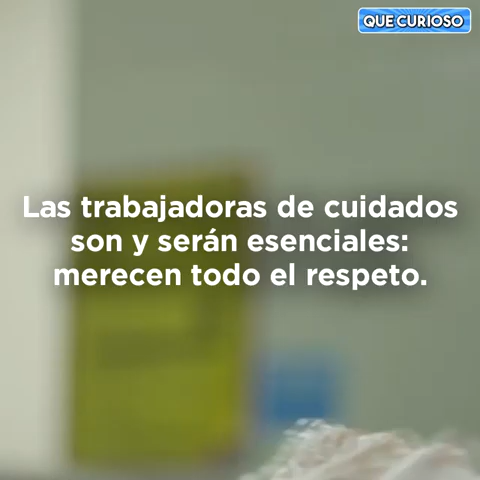 QUE CURIOSO
Las trabajadoras de cuidados
son y serán esenciales:
merecen todo el respeto.